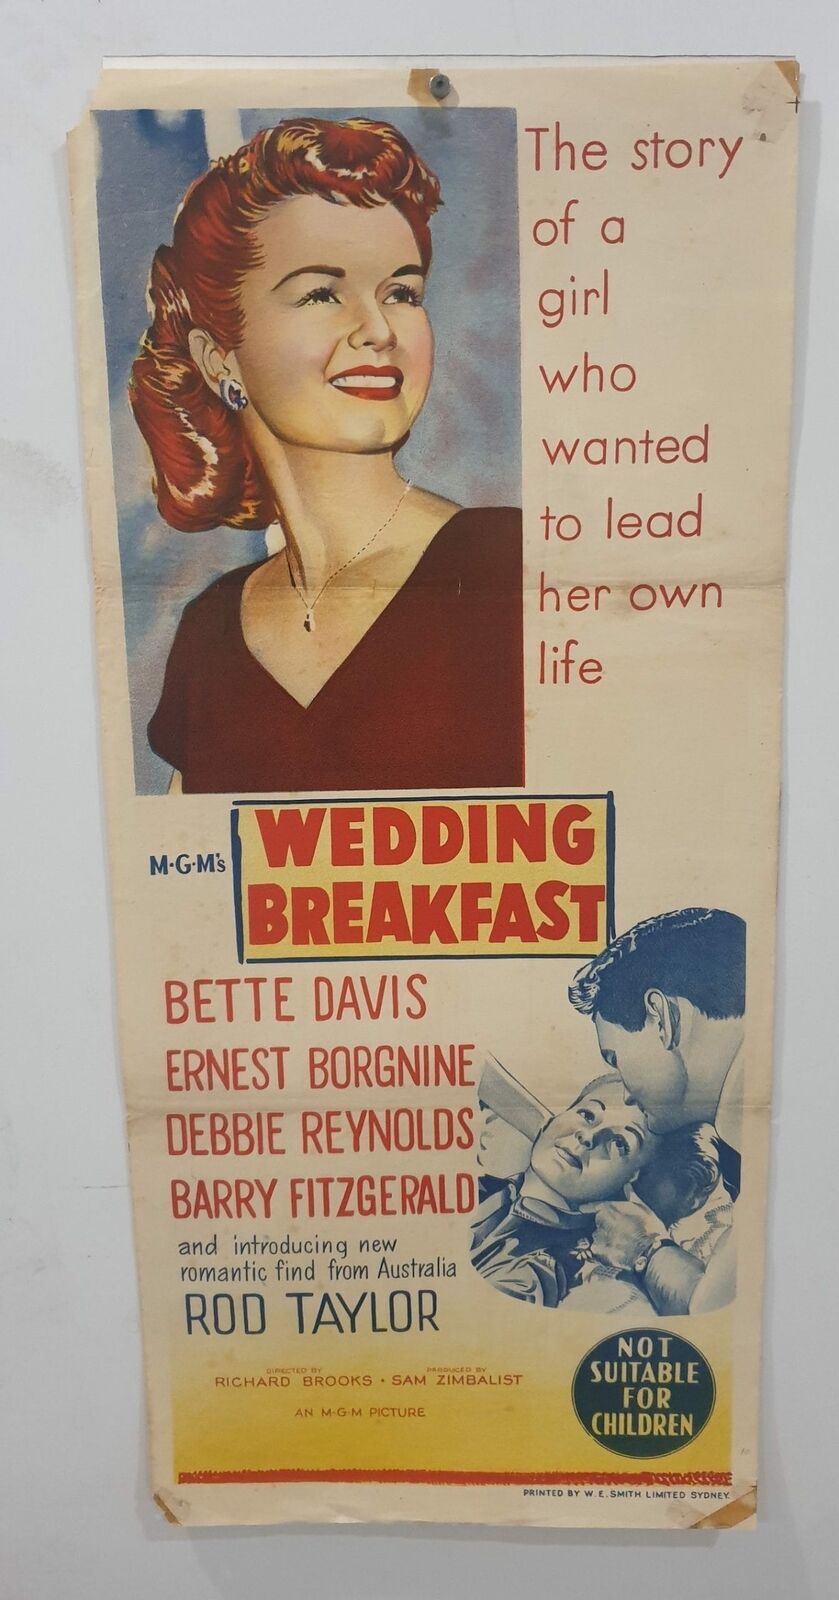 The story
of a
girl
who
wanted
to lead
her own
life
M·G·M's
WEDDING
BREAKFAST
BETTE DAVIS
ERNEST BORGNINE
DEBBIE REYNOLDS
BARRY FITZGERALD
and introducing new
romantic find from Australia
ROD TAYLOR
DIRECTED BY PRODUCED BY
RICHARD BROOKS · SAM ZIMBALIST
AN M-G-M PICTURE
NOT
SUITABLE
FOR
CHILDREN
PRINTED BY W. E. SMITH LIMITED SYDNEY.